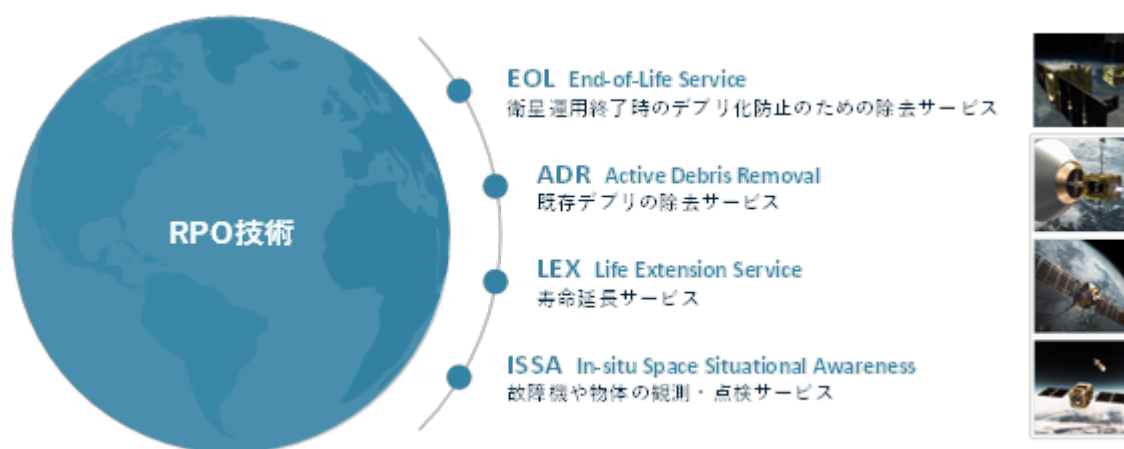 RPO技術
EOL End-of-Life Service
衛星運用終了時のデブリ化防止のための除去サービス
ADR Active Debris Removal
既存デブリの除去サービス
LEX Life Extension Service
寿命延長サービス
ISSA In-situ Space Situational Awareness
故障機や物体の観測・点検サービス